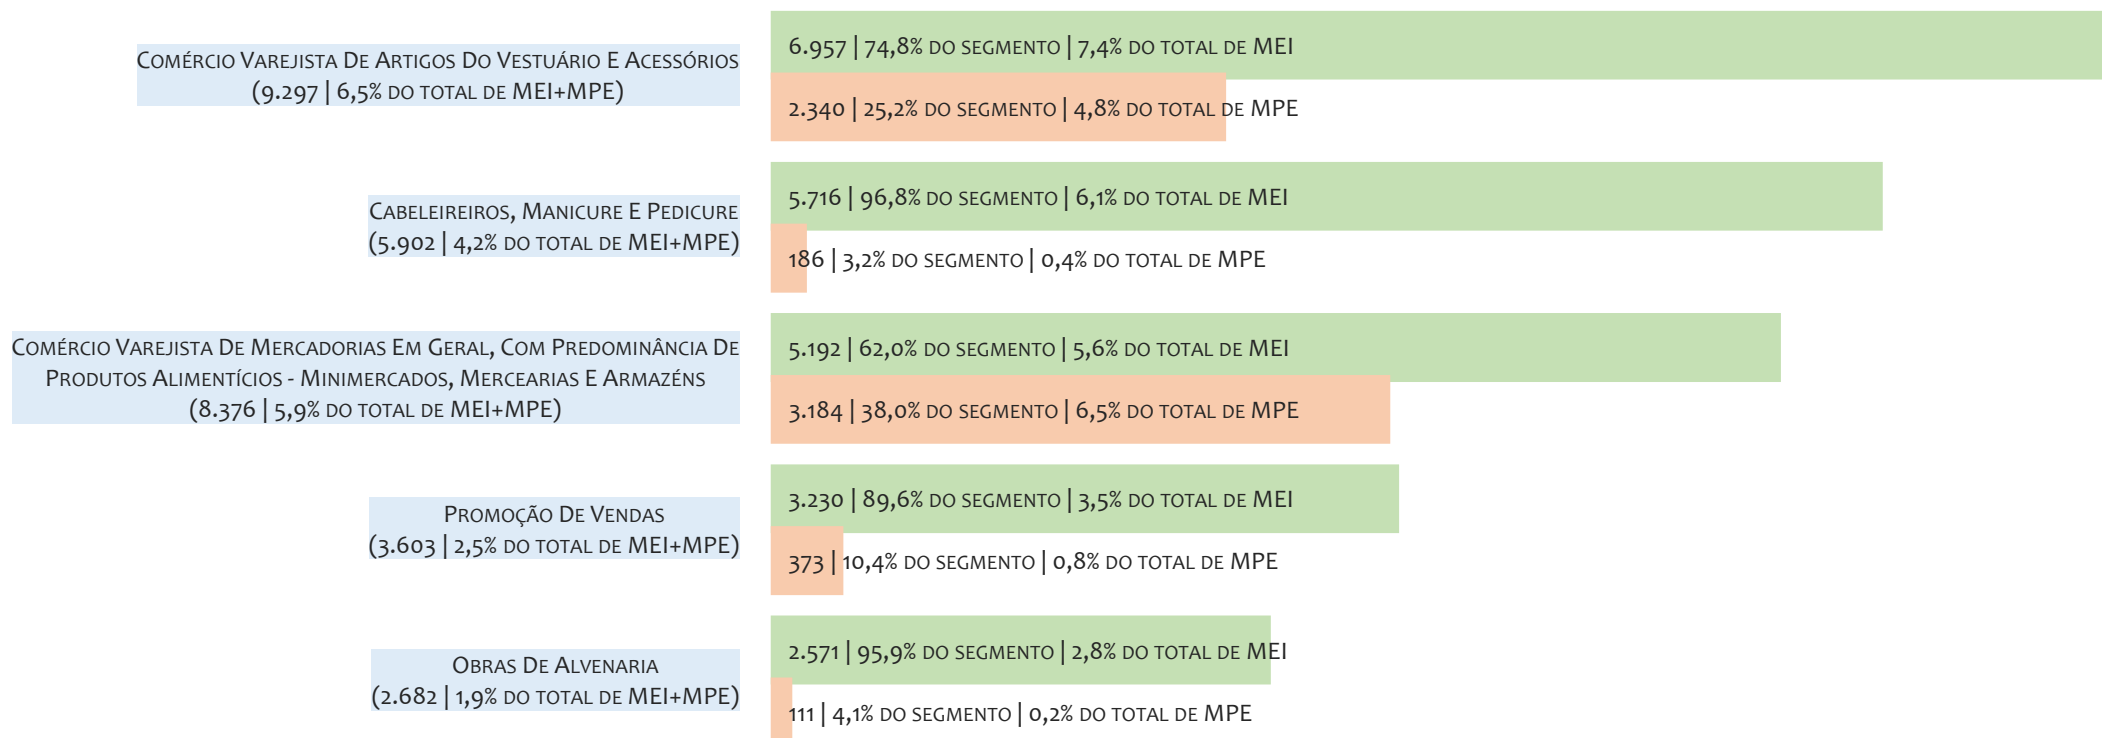 Comércio Varejista De Artigos Do Vestuário E Acessórios
(9.297 | 6,5% do total de MEI+MPE)
6.957 | 74,8% do segmento | 7,4% do total de MEI
2.340 | 25,2% do segmento | 4,8% do total de MPE
Cabeleireiros, Manicure E Pedicure
(5.902 | 4,2% do total de MEI+MPE)
5.716 | 96,8% do segmento | 6,1% do total de MEI
186 | 3,2% do segmento | 0,4% do total de MPE
Comércio Varejista De Mercadorias Em Geral, Com Predominância De
Produtos Alimentícios - Minimercados, Mercearias E Armazéns
(8.376 | 5,9% do total de MEI+MPE)
5.192 | 62,0% do segmento | 5,6% do total de MEI
3.184 | 38,0% do segmento | 6,5% do total de MPE
Promoção De Vendas
(3.603 | 2,5% do total de MEI+MPE)
3.230 | 89,6% do segmento | 3,5% do total de MEI
373 | 10,4% do segmento | 0,8% do total de MPE
Obras De Alvenaria
(2.682 | 1,9% do total de MEI+MPE)
2.571 | 95,9% do segmento | 2,8% do total de MEI
111 | 4,1% do segmento | 0,2% do total de MPE